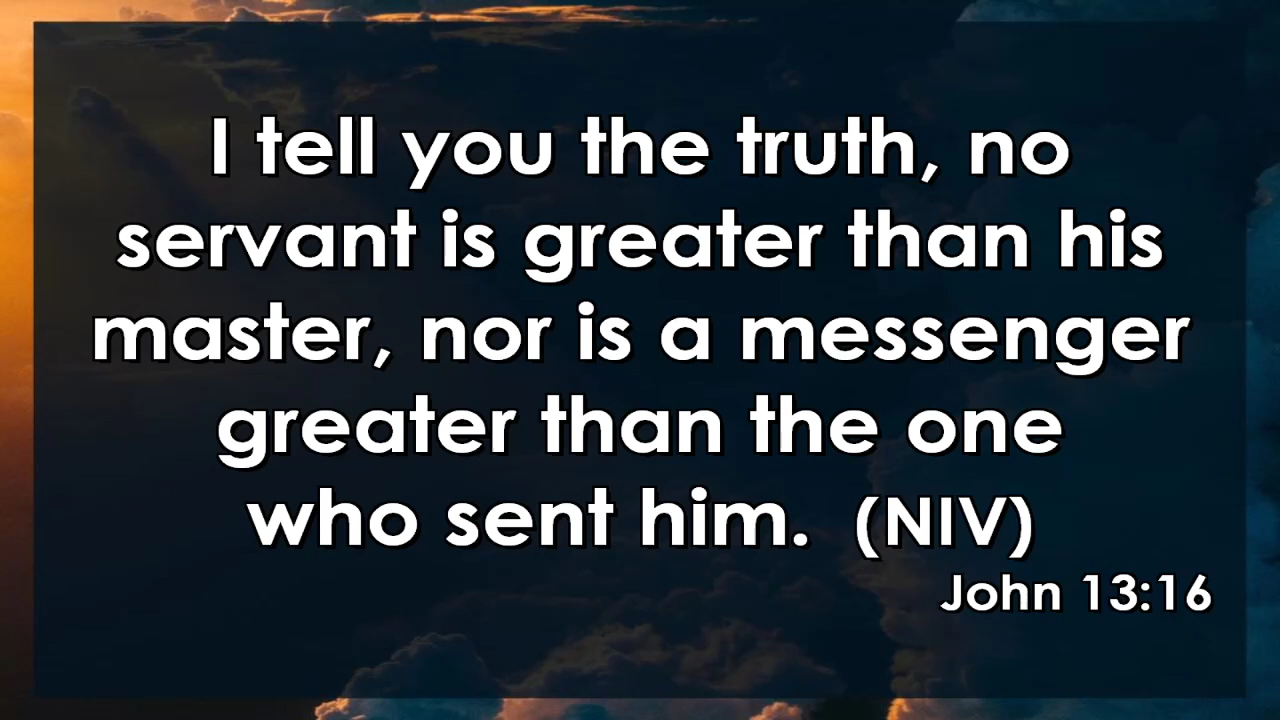 I tell you the truth, no
servant is greater than his
master, nor is a messenger
greater than the one
who sent him. (NIV)
John 13:16